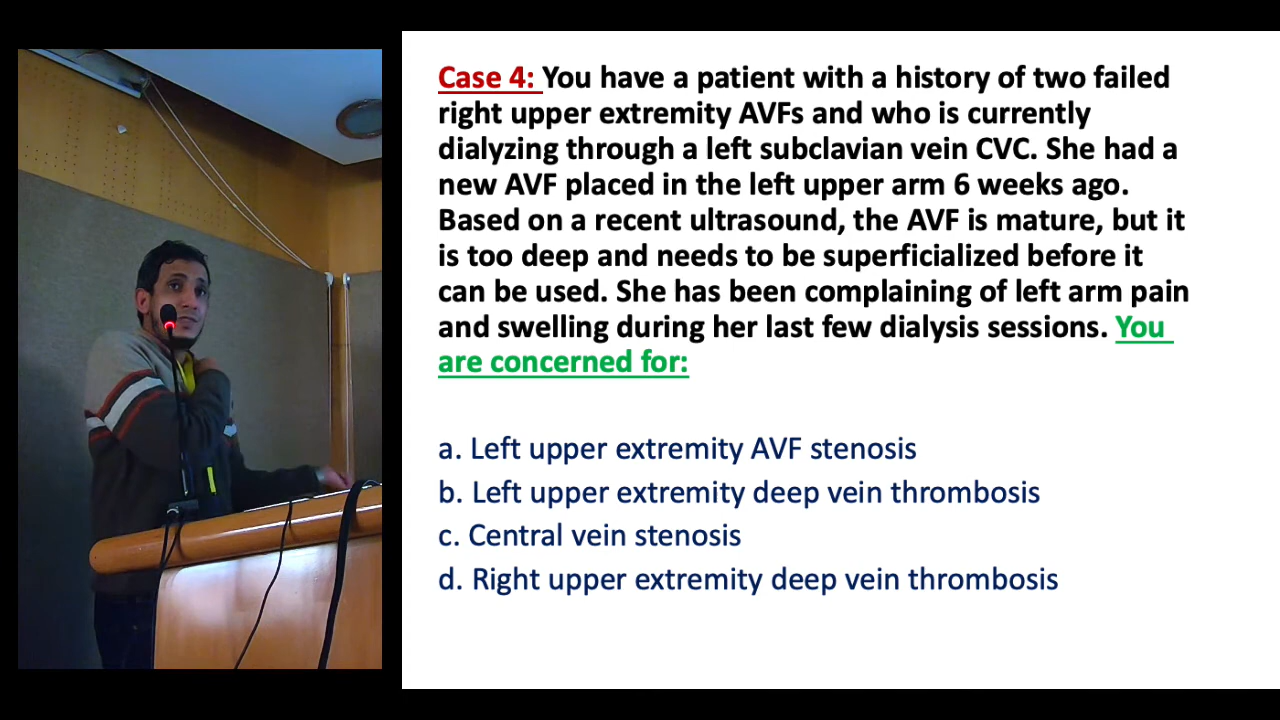 Case 4: You have a patient with a history of two failed
right upper extremity AVFs and who is currently
dialyzing through a left subclavian vein CVC. She had a
new AVF placed in the left upper arm 6 weeks ago.
Based on a recent ultrasound, the AVF is mature, but it
is too deep and needs to be superficialized before it
can be used. She has been complaining of left arm pain
and swelling during her last few dialysis sessions. You
are concerned for:
a. Left upper extremity AVF stenosis
b. Left upper extremity deep vein thrombosis
c. Central vein stenosis
d. Right upper extremity deep vein thrombosis